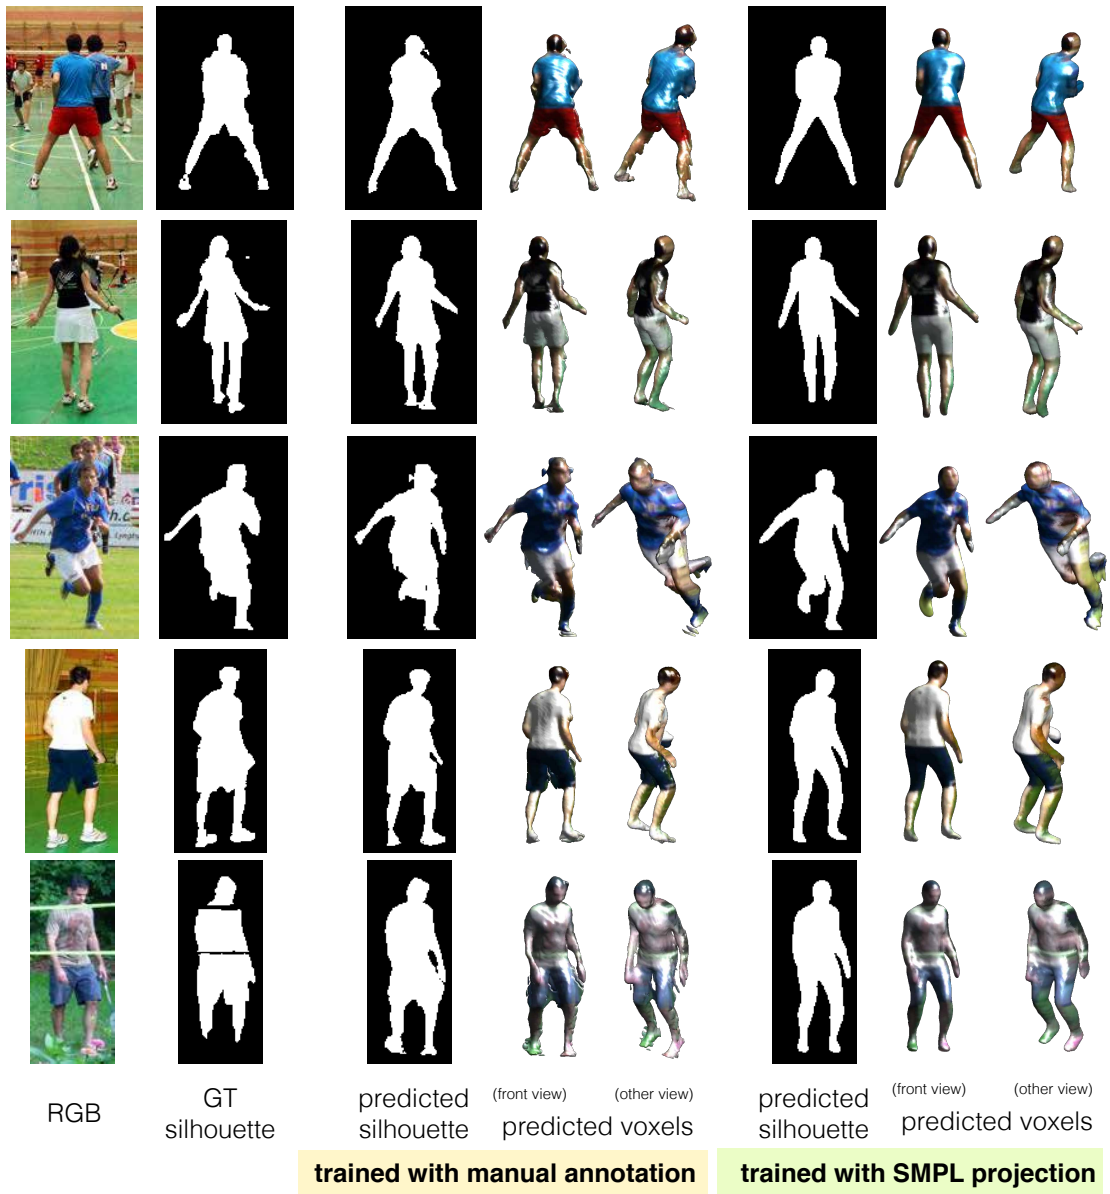 RGB
GT
silhouette
predicted
silhouette
(front view)
(other view)
predicted voxels
predicted
silhouette
(front view)
(other view)
predicted voxels
trained with manual annotation
trained with SMPL projection